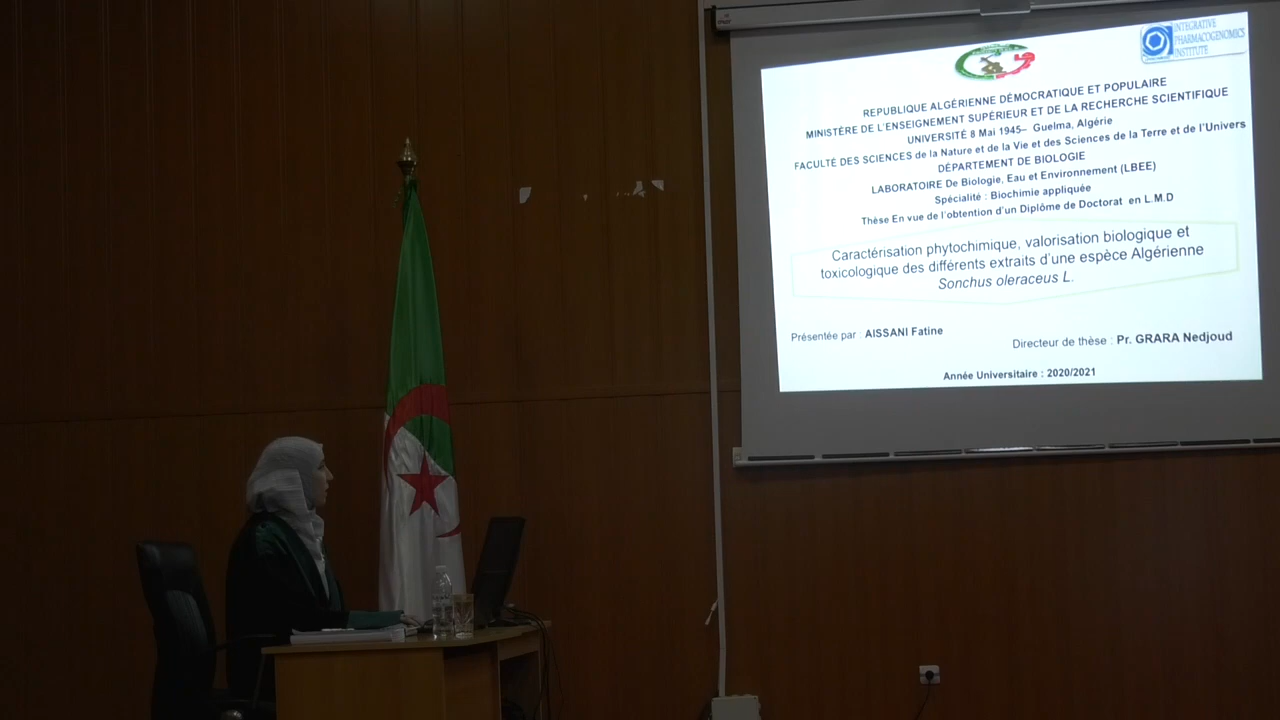 INTEGRATIVE
PHARMACOGENOMICS
INSTITUTE
REPUBLIQUE ALGÉRIENNE DÉMOCRATIQUE ET POPULAIRE
MINISTÈRE DE L'ENSEIGNEMENT SUPÉRIEUR ET DE LA RECHERCHE SCIENTIFIQUE
UNIVERSITÉ 8 Mai 1945– Guelma, Algérie
FACULTÉ DES SCIENCES de la Nature et de la Vie et des Sciences de la Terre et de l'Univers
DÉPARTEMENT DE BIOLOGIE
LABORATOIRE De Biologie, Eau et Environnement (LBEE)
Spécialité : Biochimie appliquée
Thèse En vue de l'obtention d'un Diplôme de Doctorat en L.M.D
Caractérisation phytochimique, valorisation biologique et
toxicologique des différents extraits d'une espèce Algérienne
Sonchus oleraceus L.
Présentée par : AISSANI Fatine
Directeur de thèse : Pr. GRARA Nedjoud
Année Universitaire : 2020/2021